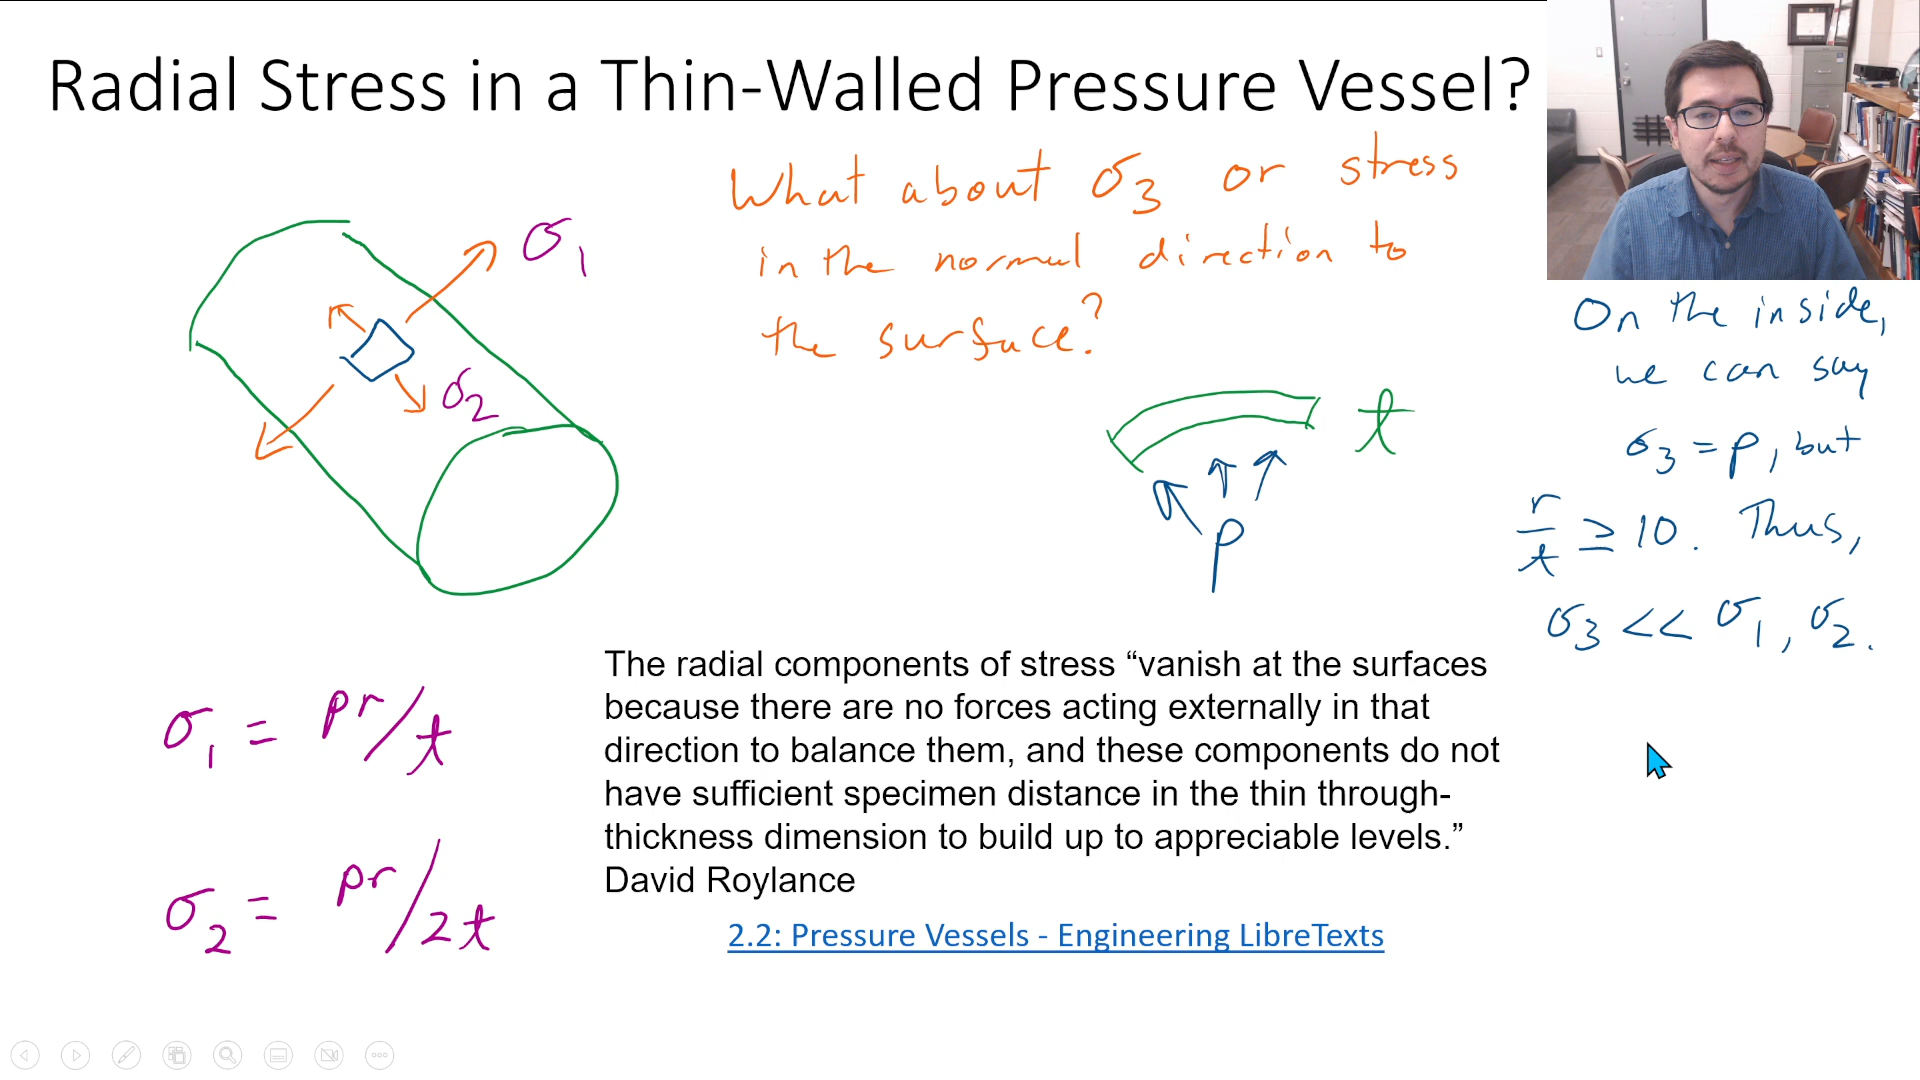 Radial Stress in a Thin-Walled Pressure Vessel?
What about σ3 or stress
in the normal direction to
the surface?
σ1
σ2
t
p
On the inside,
we can say
σ3 = p, but
r/t ≥ 10. Thus,
σ3 << σ1, σ2.
σ1 = pr/t
σ2 = pr/2t
The radial components of stress “vanish at the surfaces
because there are no forces acting externally in that
direction to balance them, and these components do not
have sufficient specimen distance in the thin through-
thickness dimension to build up to appreciable levels.”
David Roylance
2.2: Pressure Vessels - Engineering LibreTexts